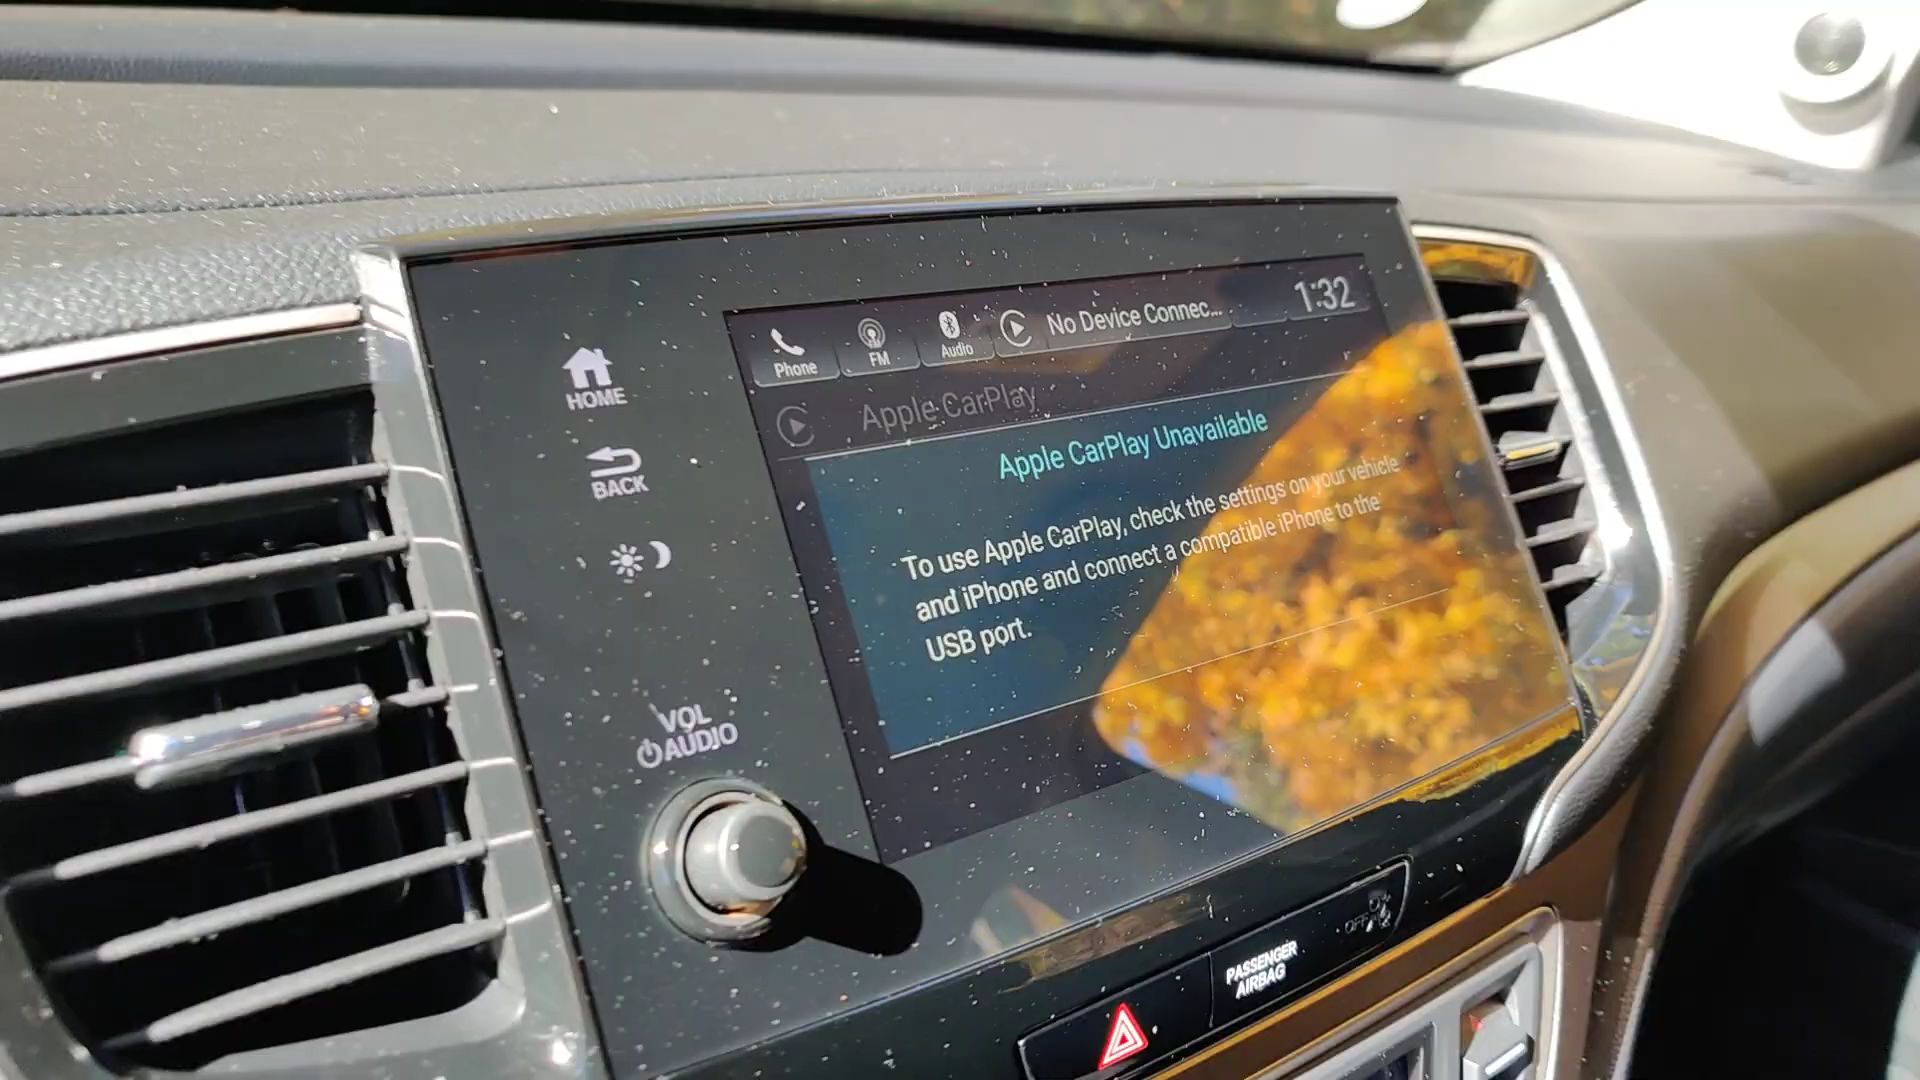 HOME
BACK
VOL
AUDIO
Phone
FM
Audio
No Device Connec...
1:32
Apple CarPlay
Apple CarPlay Unavailable
To use Apple CarPlay, check the settings on your vehicle
and iPhone and connect a compatible iPhone to the
USB port.
PASSENGER
AIRBAG
OFF